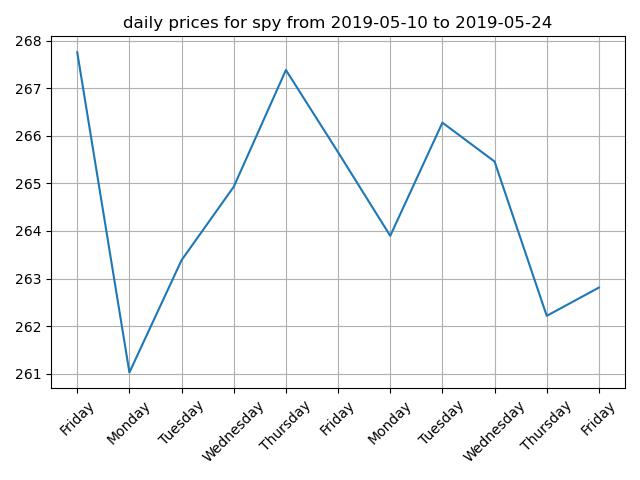 daily prices for spy from 2019-05-10 to 2019-05-24
268
267
266
265
264
263
262
261
Friday
Monday
Tuesday
Wednesday
Thursday
Friday
Monday
Tuesday
Wednesday
Thursday
Friday